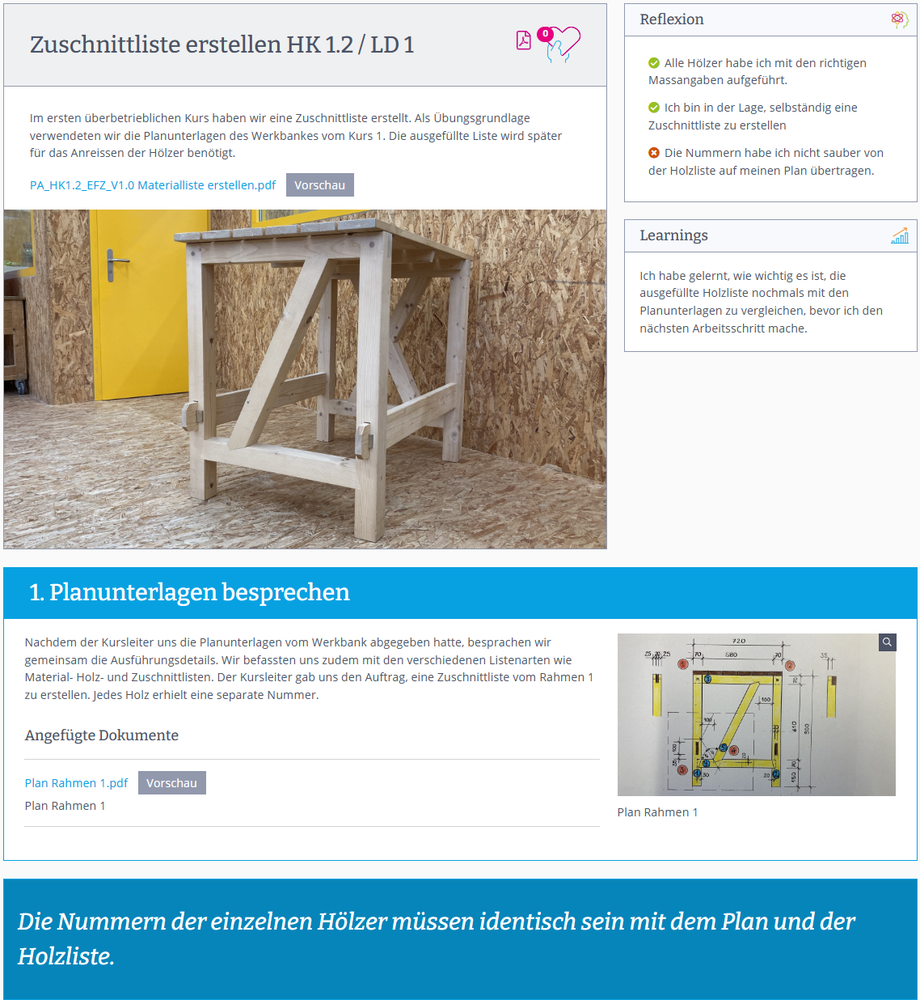 Zuschnittliste erstellen HK 1.2 / LD 1
0
Im ersten überbetrieblichen Kurs haben wir eine Zuschnittliste erstellt. Als Übungsgrundlage
verwendeten wir die Planunterlagen des Werkbankes vom Kurs 1. Die ausgefüllte Liste wird später
für das Anreissen der Hölzer benötigt.
PA_HK1.2_EFZ_V1.0 Materialliste erstellen.pdf Vorschau
Reflexion
Alle Hölzer habe ich mit den richtigen
Massangaben aufgeführt.
Ich bin in der Lage, selbständig eine
Zuschnittliste zu erstellen
Die Nummern habe ich nicht sauber von
der Holzliste auf meinen Plan übertragen.
Learnings
Ich habe gelernt, wie wichtig es ist, die
ausgefüllte Holzliste nochmals mit den
Planunterlagen zu vergleichen, bevor ich den
nächsten Arbeitsschritt mache.
1. Planunterlagen besprechen
Nachdem der Kursleiter uns die Planunterlagen vom Werkbank abgegeben hatte, besprachen wir
gemeinsam die Ausführungsdetails. Wir befassten uns zudem mit den verschiedenen Listenarten wie
Material- Holz- und Zuschnittlisten. Der Kursleiter gab uns den Auftrag, eine Zuschnittliste vom Rahmen 1
zu erstellen. Jedes Holz erhielt eine separate Nummer.
Angefügte Dokumente
Plan Rahmen 1.pdf Vorschau
Plan Rahmen 1
720
25 20 25
70 580 70
35
1
2
3
70
180
100
610
900
100
35
4
20
70
3
30
20
150
Plan Rahmen 1
Die Nummern der einzelnen Hölzer müssen identisch sein mit dem Plan und der
Holzliste.